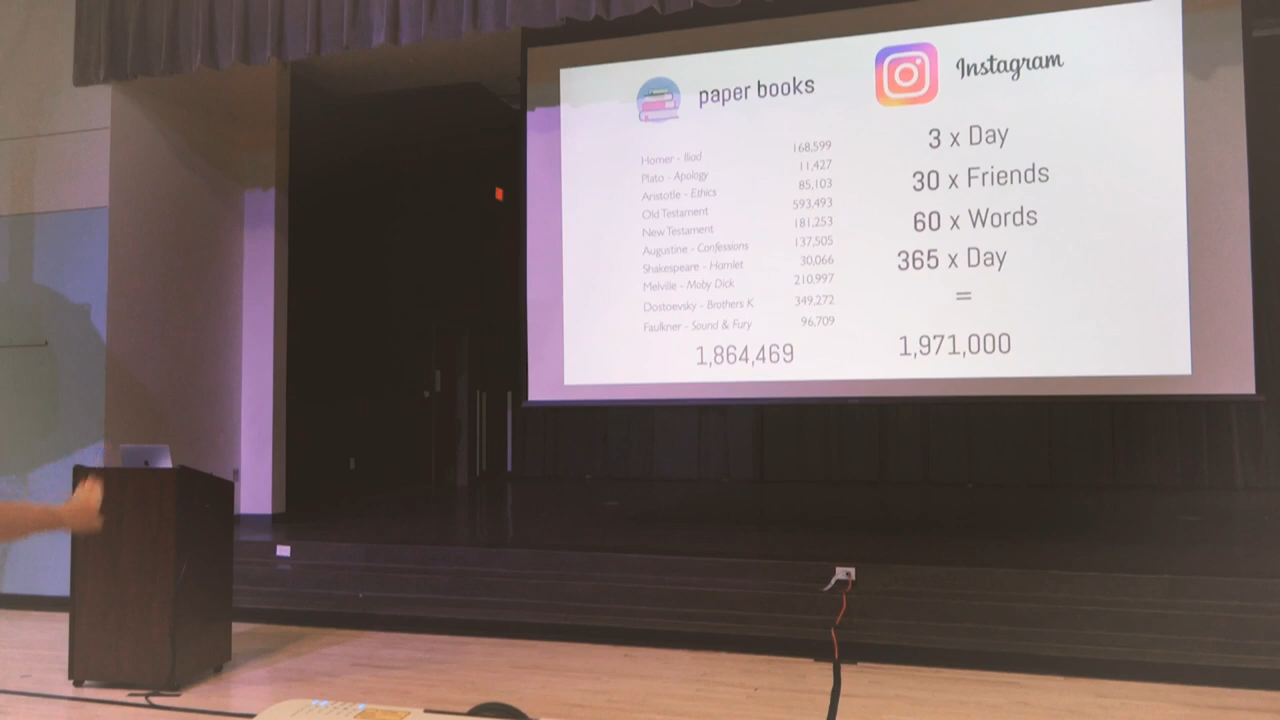 paper books
Homer - Iliad 168,599
Plato - Apology 11,427
Aristotle - Ethics 85,103
Old Testament 593,493
New Testament 181,253
Augustine - Confessions 137,505
Shakespeare - Hamlet 30,066
Melville - Moby Dick 210,997
Dostoevsky - Brothers K 349,272
Faulkner - Sound & Fury 96,709
1,864,469
Instagram
3 x Day
30 x Friends
60 x Words
365 x Day
=
1,971,000